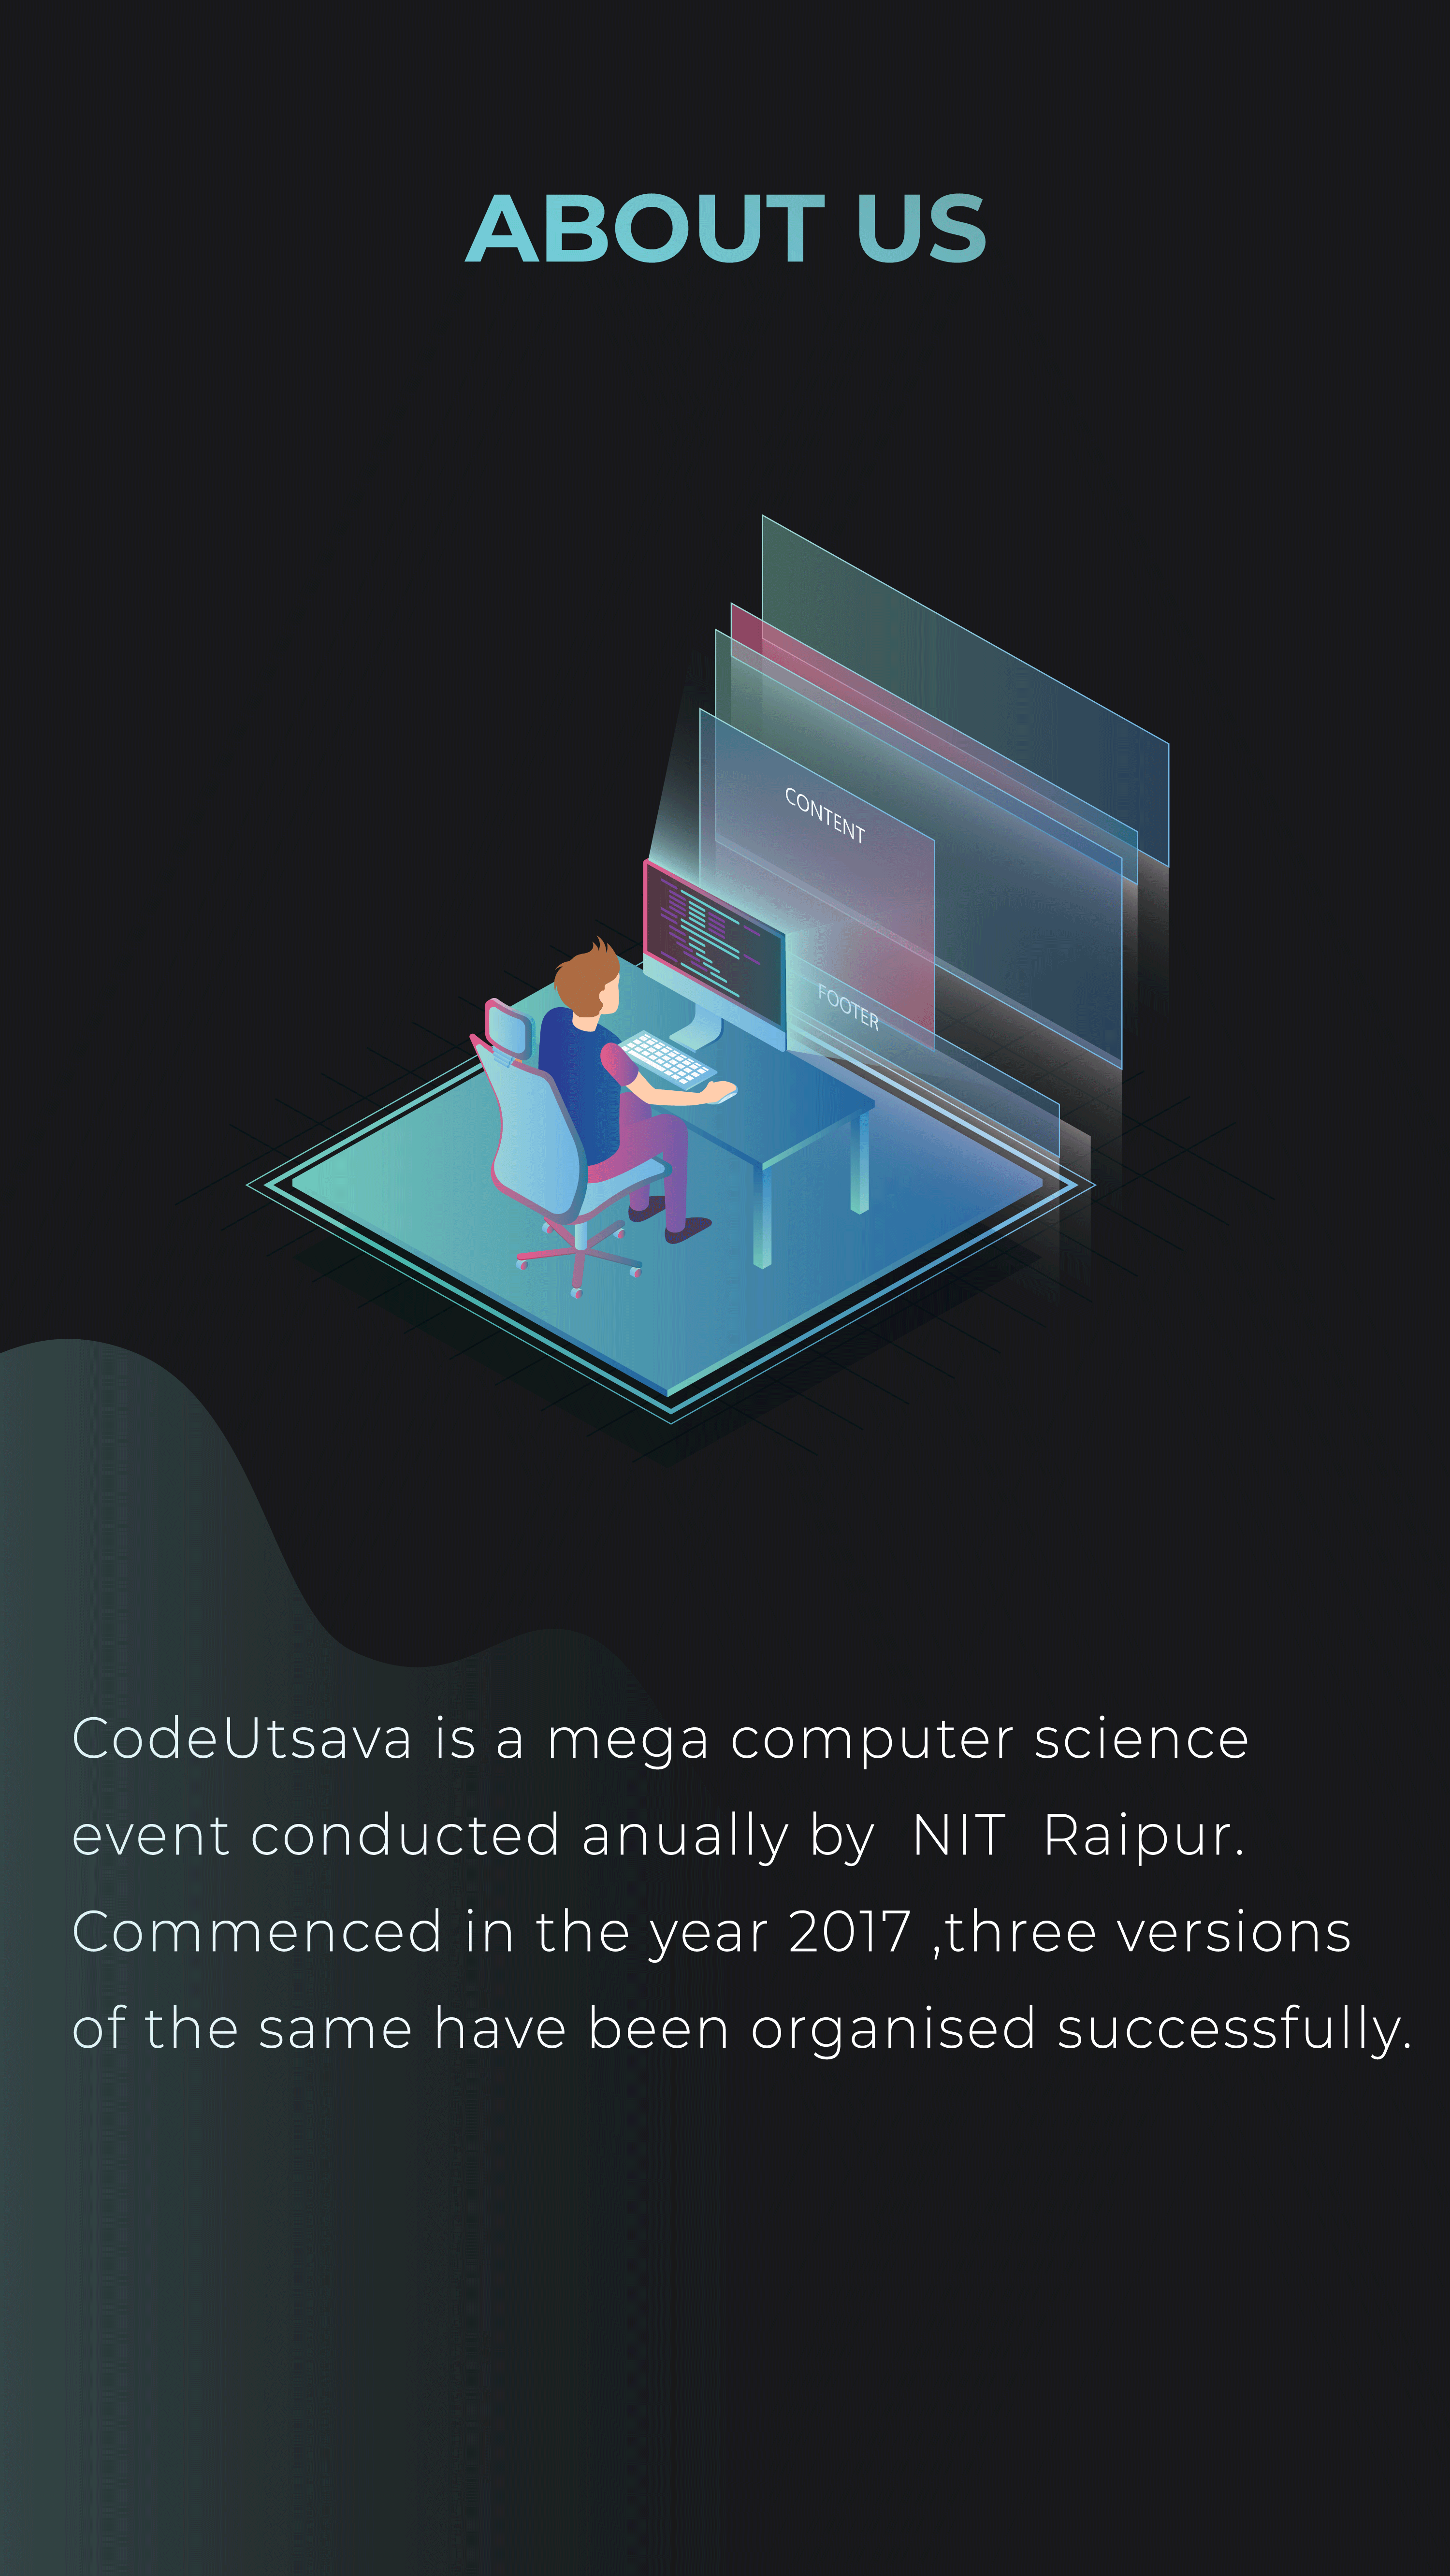 ABOUT US
CONTENT
FOOTER
CodeUtsava is a mega computer science
event conducted anually by  NIT  Raipur.
Commenced in the year 2017 ,three versions
of the same have been organised successfully.